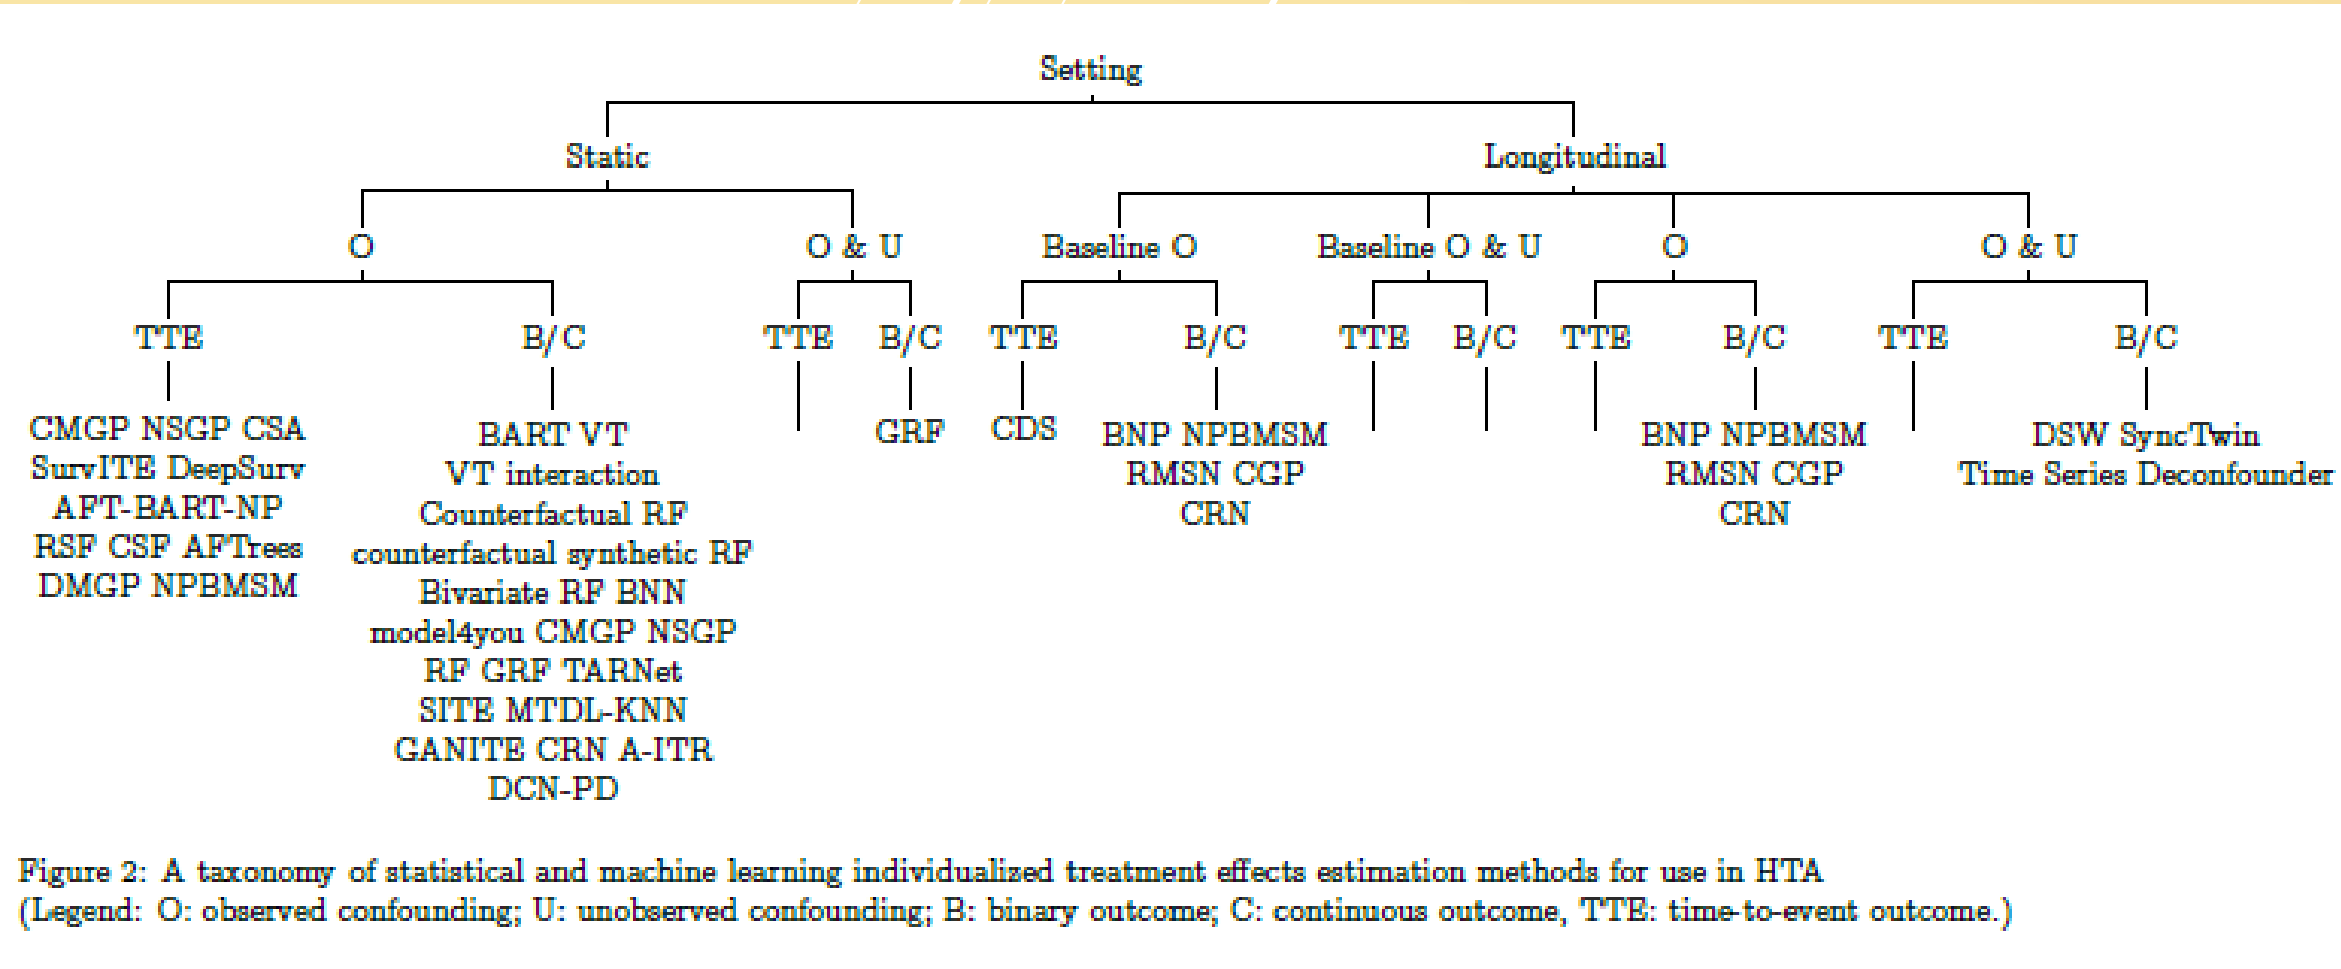 Setting
Static Longitudinal
O O & U Baseline O Baseline O & U O O & U
TTE B/C TTE B/C TTE B/C TTE B/C TTE B/C TTE B/C
CMGP NSGP CSA
SurvITE DeepSurv
AFT-BART-NP
RSF CSF AFTrees
DMGP NPBMSM
BART VT
VT interaction
Counterfactual RF
counterfactual synthetic RF
Bivariate RF BNN
model4you CMGP NSGP
RF GRF TARNet
SITE MTDL-KNN
GANITE CRN A-ITR
DCN-PD
GRF
CDS
BNP NPBMSM
RMSN CGP
CRN
BNP NPBMSM
RMSN CGP
CRN
DSW SyncTwin
Time Series Deconfounder
Figure 2: A taxonomy of statistical and machine learning individualized treatment effects estimation methods for use in HTA
(Legend: O: observed confounding; U: unobserved confounding; B: binary outcome; C: continuous outcome, TTE: time-to-event outcome.)